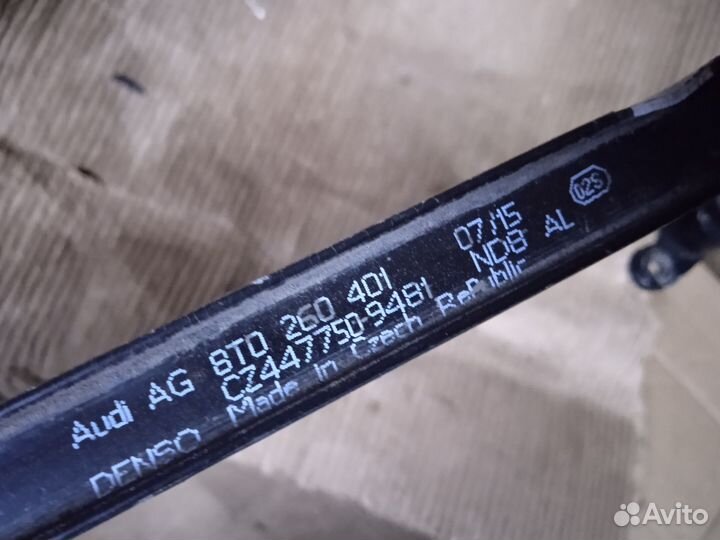 Audi AG 8T0 260 401 07/15
CZ447750-9481 ND8 AL 02S
DENSO Made in Czech RePublic
Avito